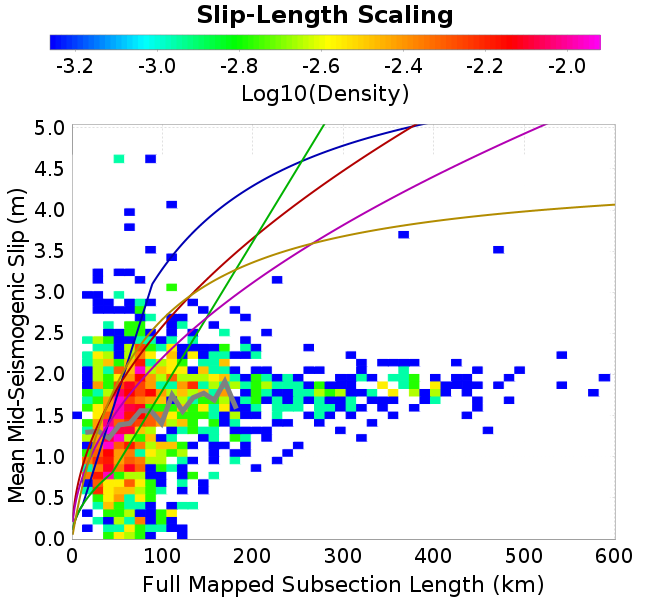 Slip-Length Scaling
-3.2 -3.0 -2.8 -2.6 -2.4 -2.2 -2.0
Log10(Density)
5.0
4.5
4.0
3.5
3.0
2.5
2.0
1.5
1.0
0.5
0.0
Mean Mid-Seismogenic Slip (m)
0 100 200 300 400 500 600
Full Mapped Subsection Length (km)